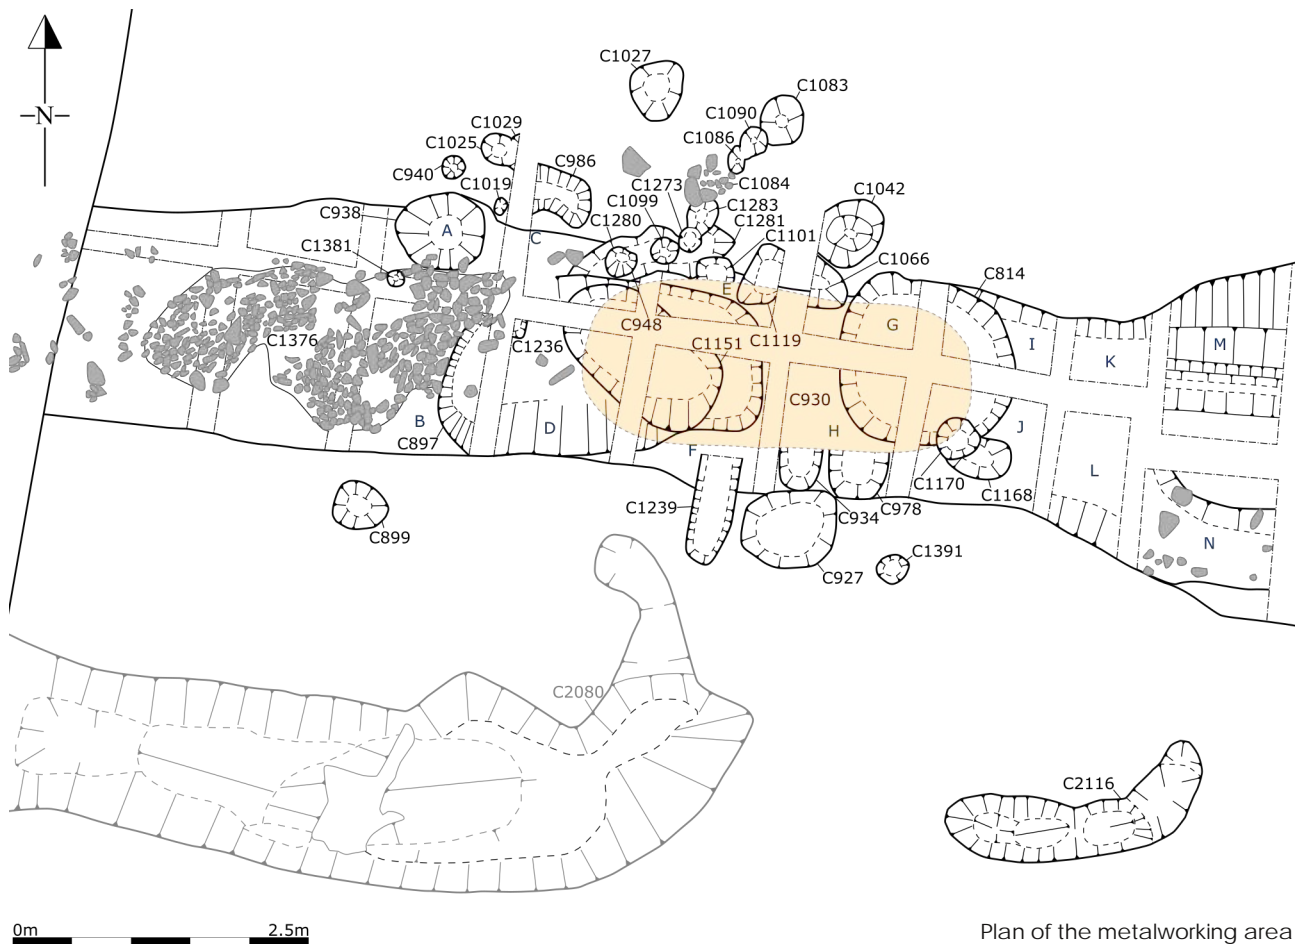 C1027
C1083
N
C1090
C1029
C1086
C1025
C986
C940
C1273
C1084
C1019
C1099
C1042
C938
C1280
C1283
C1281
A
C
C1381
C1101
C1066
C814
E
G
C948
C1376
C1236
C1151
C1119
I
K
M
C930
B
D
H
J
C897
F
L
C1170
C1168
C1239
C934
C978
C899
C927
C1391
N
C2080
C2116
0m 2.5m
Plan of the metalworking area